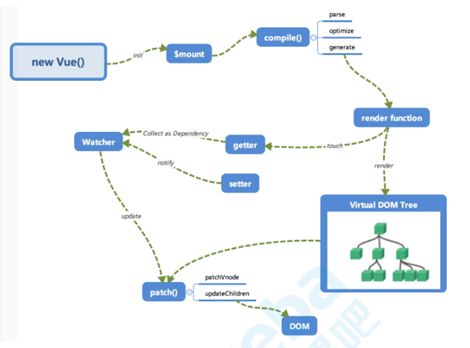 new Vue()
init
$mount
compile()
parse
optimize
generate
render function
Watcher
Collect as Dependency
getter
touch
notify
setter
render
update
Virtual DOM Tree
patch()
patchVnode
updateChildren
DOM